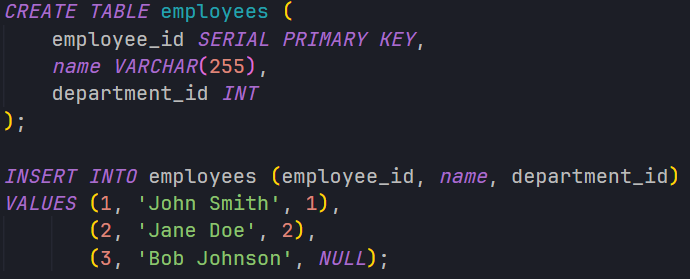 CREATE TABLE employees (
    employee_id SERIAL PRIMARY KEY,
    name VARCHAR(255),
    department_id INT
);

INSERT INTO employees (employee_id, name, department_id)
VALUES (1, 'John Smith', 1),
       (2, 'Jane Doe', 2),
       (3, 'Bob Johnson', NULL);